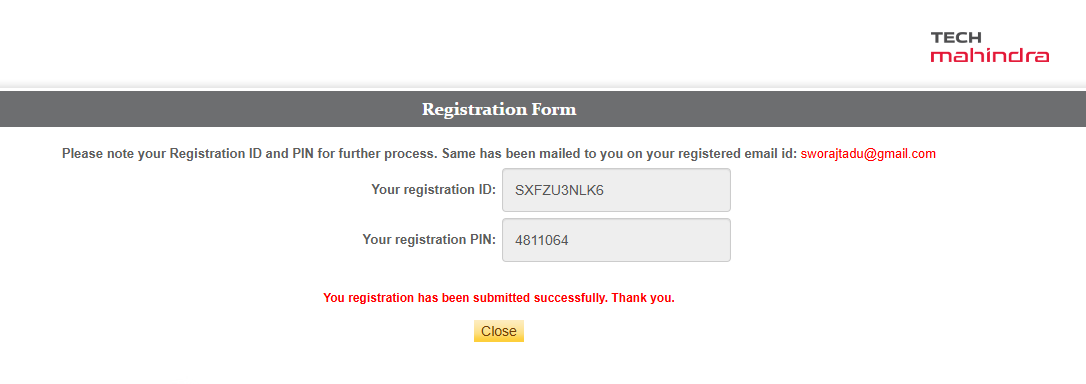 TECH
mahindra
Registration Form
Please note your Registration ID and PIN for further process. Same has been mailed to you on your registered email id: sworajtadu@gmail.com
Your registration ID: SXFZU3NLK6
Your registration PIN: 4811064
You registration has been submitted successfully. Thank you.
Close